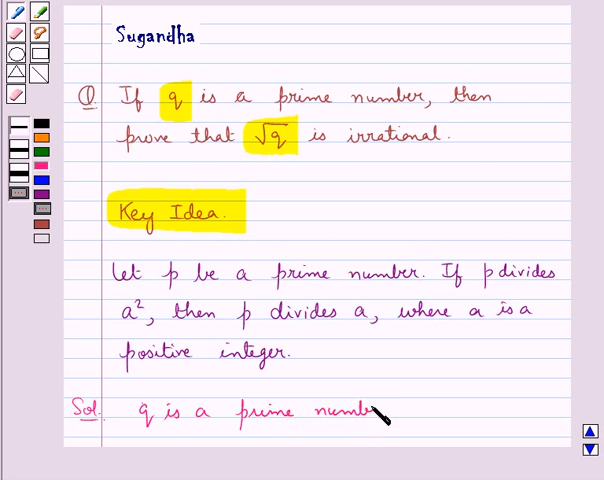 Sugandha
Q. If q is a prime number, then
prove that √q is irrational.
Key Idea.
Let p be a prime number. If p divides
a², then p divides a, where a is a
positive integer.
Sol. q is a prime numbe